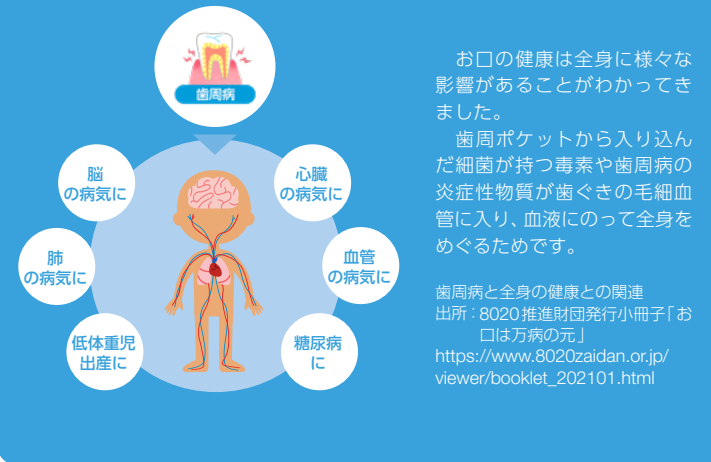 歯周病
脳
の病気に
心臓
の病気に
肺
の病気に
血管
の病気に
低体重児
出産に
糖尿病
に
お口の健康は全身に様々な
影響があることがわかってき
ました。
歯周ポケットから入り込ん
だ細菌が持つ毒素や歯周病の
炎症性物質が歯ぐきの毛細血
管に入り、血液にのって全身を
めぐるためです。
歯周病と全身の健康との関連
出所：8020推進財団発行小冊子「お
口は万病の元」
https://www.8020zaidan.or.jp/
viewer/booklet_202101.html